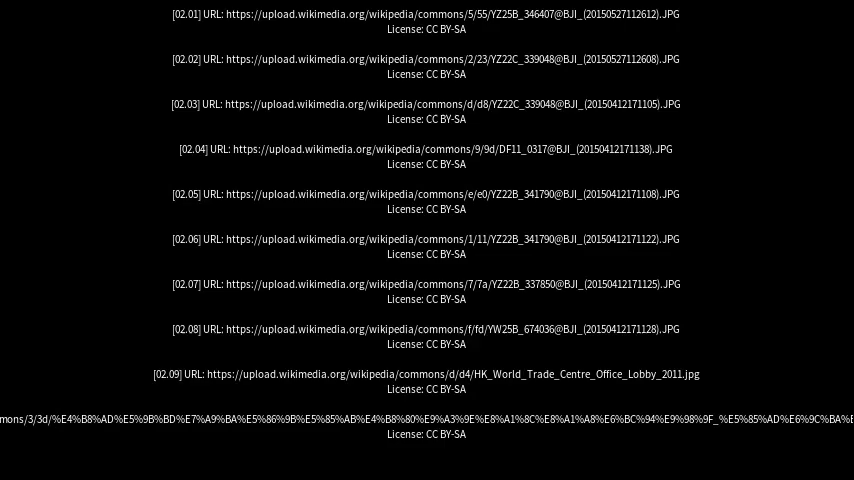 [02.01] URL: https://upload.wikimedia.org/wikipedia/commons/5/55/YZ25B_346407@BJI_(20150527112612).JPG
License: CC BY-SA
[02.02] URL: https://upload.wikimedia.org/wikipedia/commons/2/23/YZ22C_339048@BJI_(20150527112608).JPG
License: CC BY-SA
[02.03] URL: https://upload.wikimedia.org/wikipedia/commons/d/d8/YZ22C_339048@BJI_(20150412171105).JPG
License: CC BY-SA
[02.04] URL: https://upload.wikimedia.org/wikipedia/commons/9/9d/DF11_0317@BJI_(20150412171138).JPG
License: CC BY-SA
[02.05] URL: https://upload.wikimedia.org/wikipedia/commons/e/e0/YZ22B_341790@BJI_(20150412171108).JPG
License: CC BY-SA
[02.06] URL: https://upload.wikimedia.org/wikipedia/commons/1/11/YZ22B_341790@BJI_(20150412171122).JPG
License: CC BY-SA
[02.07] URL: https://upload.wikimedia.org/wikipedia/commons/7/7a/YZ22B_337850@BJI_(20150412171125).JPG
License: CC BY-SA
[02.08] URL: https://upload.wikimedia.org/wikipedia/commons/f/fd/YW25B_674036@BJI_(20150412171128).JPG
License: CC BY-SA
[02.09] URL: https://upload.wikimedia.org/wikipedia/commons/d/d4/HK_World_Trade_Centre_Office_Lobby_2011.jpg
License: CC BY-SA
mons/3/3d/%E4%B8%AD%E5%9B%BD%E7%A9%BA%E5%86%9B%E5%85%AB%E4%B8%80%E9%A3%9E%E8%A1%8C%E8%A1%A8%E6%BC%94%E9%98%9F_%E5%85%AD%E6%9C%BA%E
License: CC BY-SA